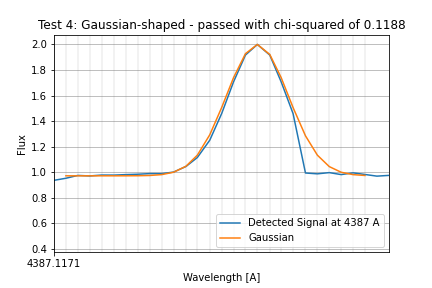 Test 4: Gaussian-shaped - passed with chi-squared of 0.1188
2.0
1.8
1.6
1.4
1.2
1.0
0.8
0.6
0.4
Flux
Detected Signal at 4387 A
Gaussian
4387.1171
Wavelength [A]